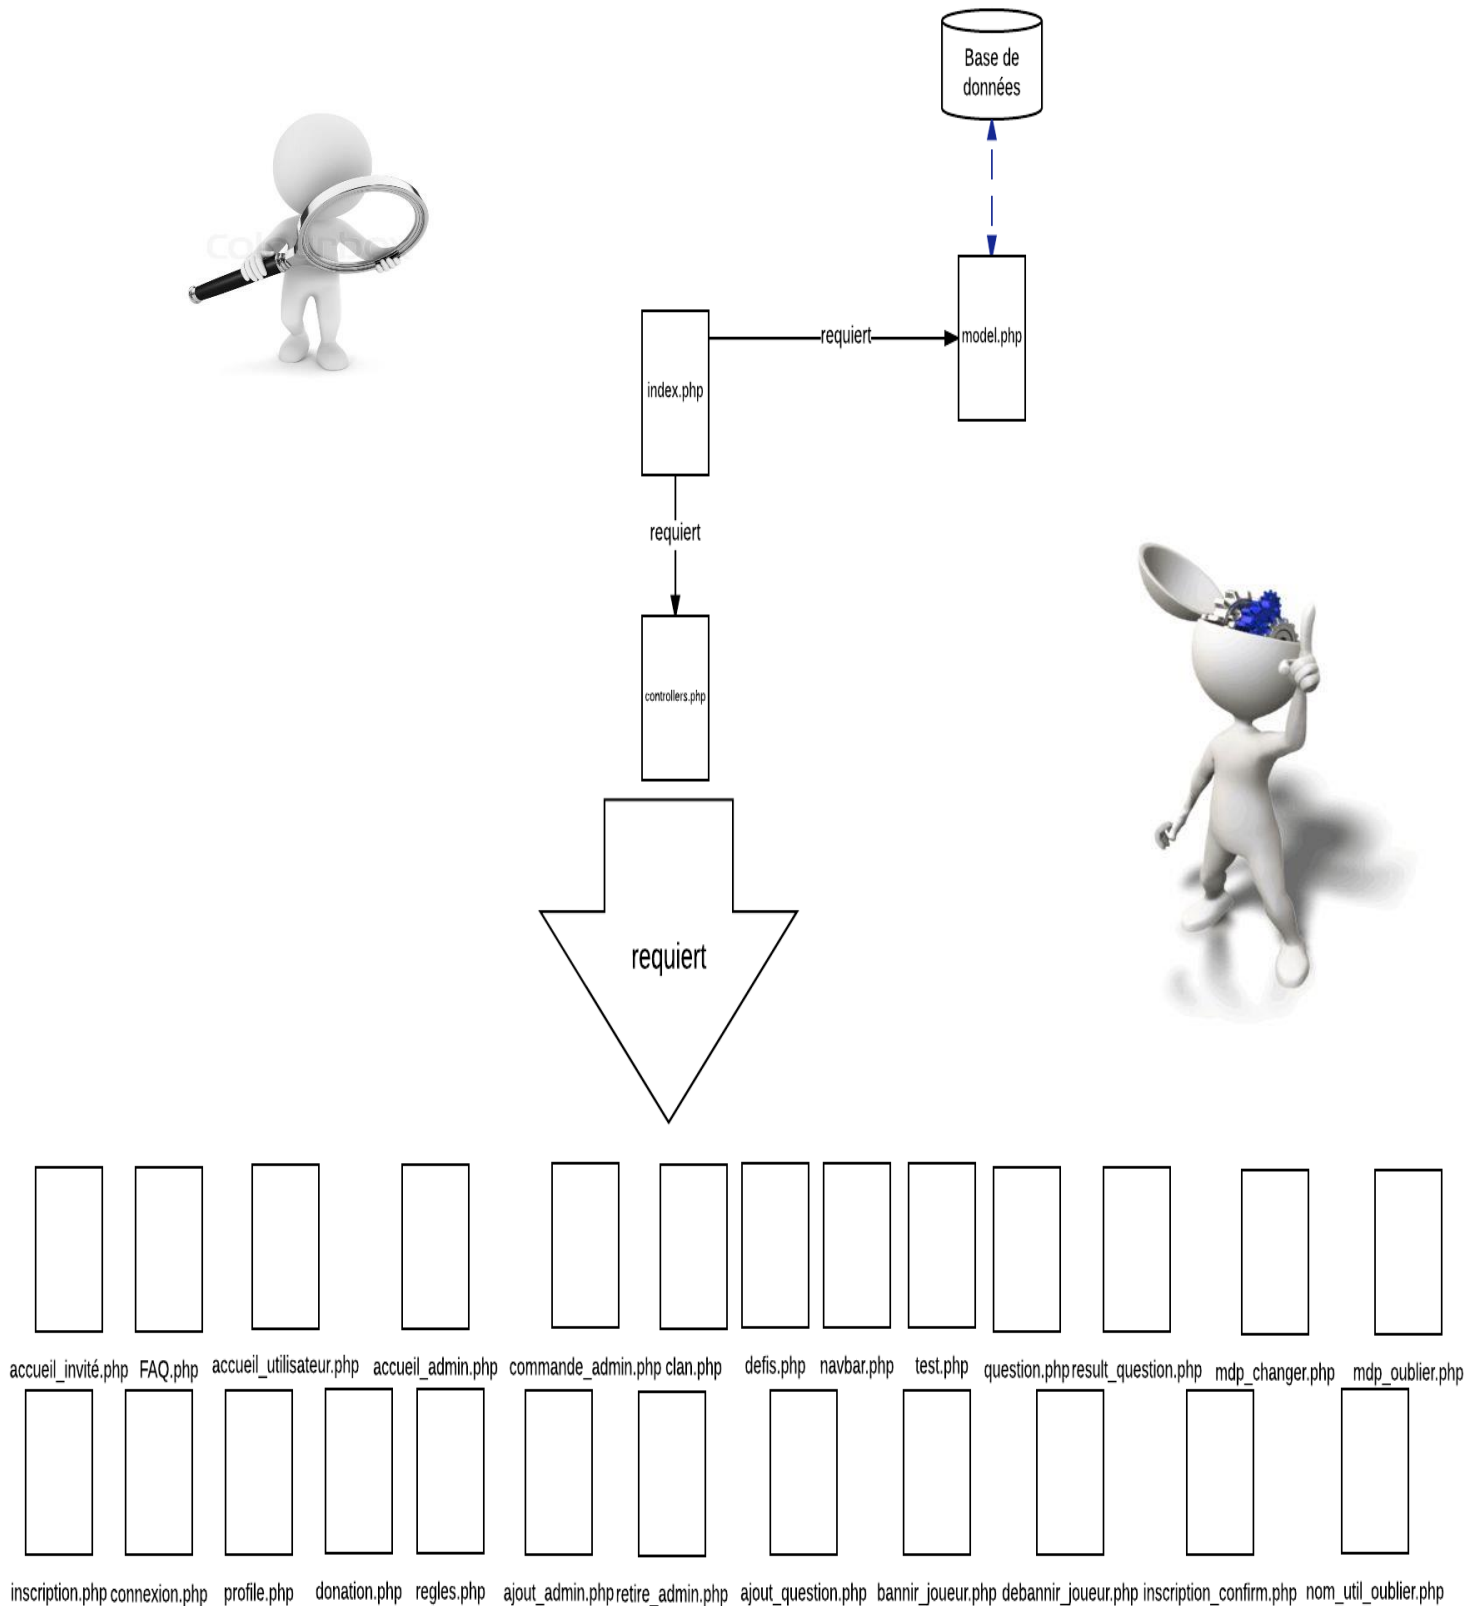 Base de
données
requiert
model.php
index.php
requiert
controllers.php
requiert
accueil_invité.php FAQ.php accueil_utilisateur.php accueil_admin.php commande_admin.php clan.php defis.php navbar.php test.php question.php result_question.php mdp_changer.php mdp_oublier.php
inscription.php connexion.php profile.php donation.php regles.php ajout_admin.php retire_admin.php ajout_question.php bannir_joueur.php debannir_joueur.php inscription_confirm.php nom_util_oublier.php